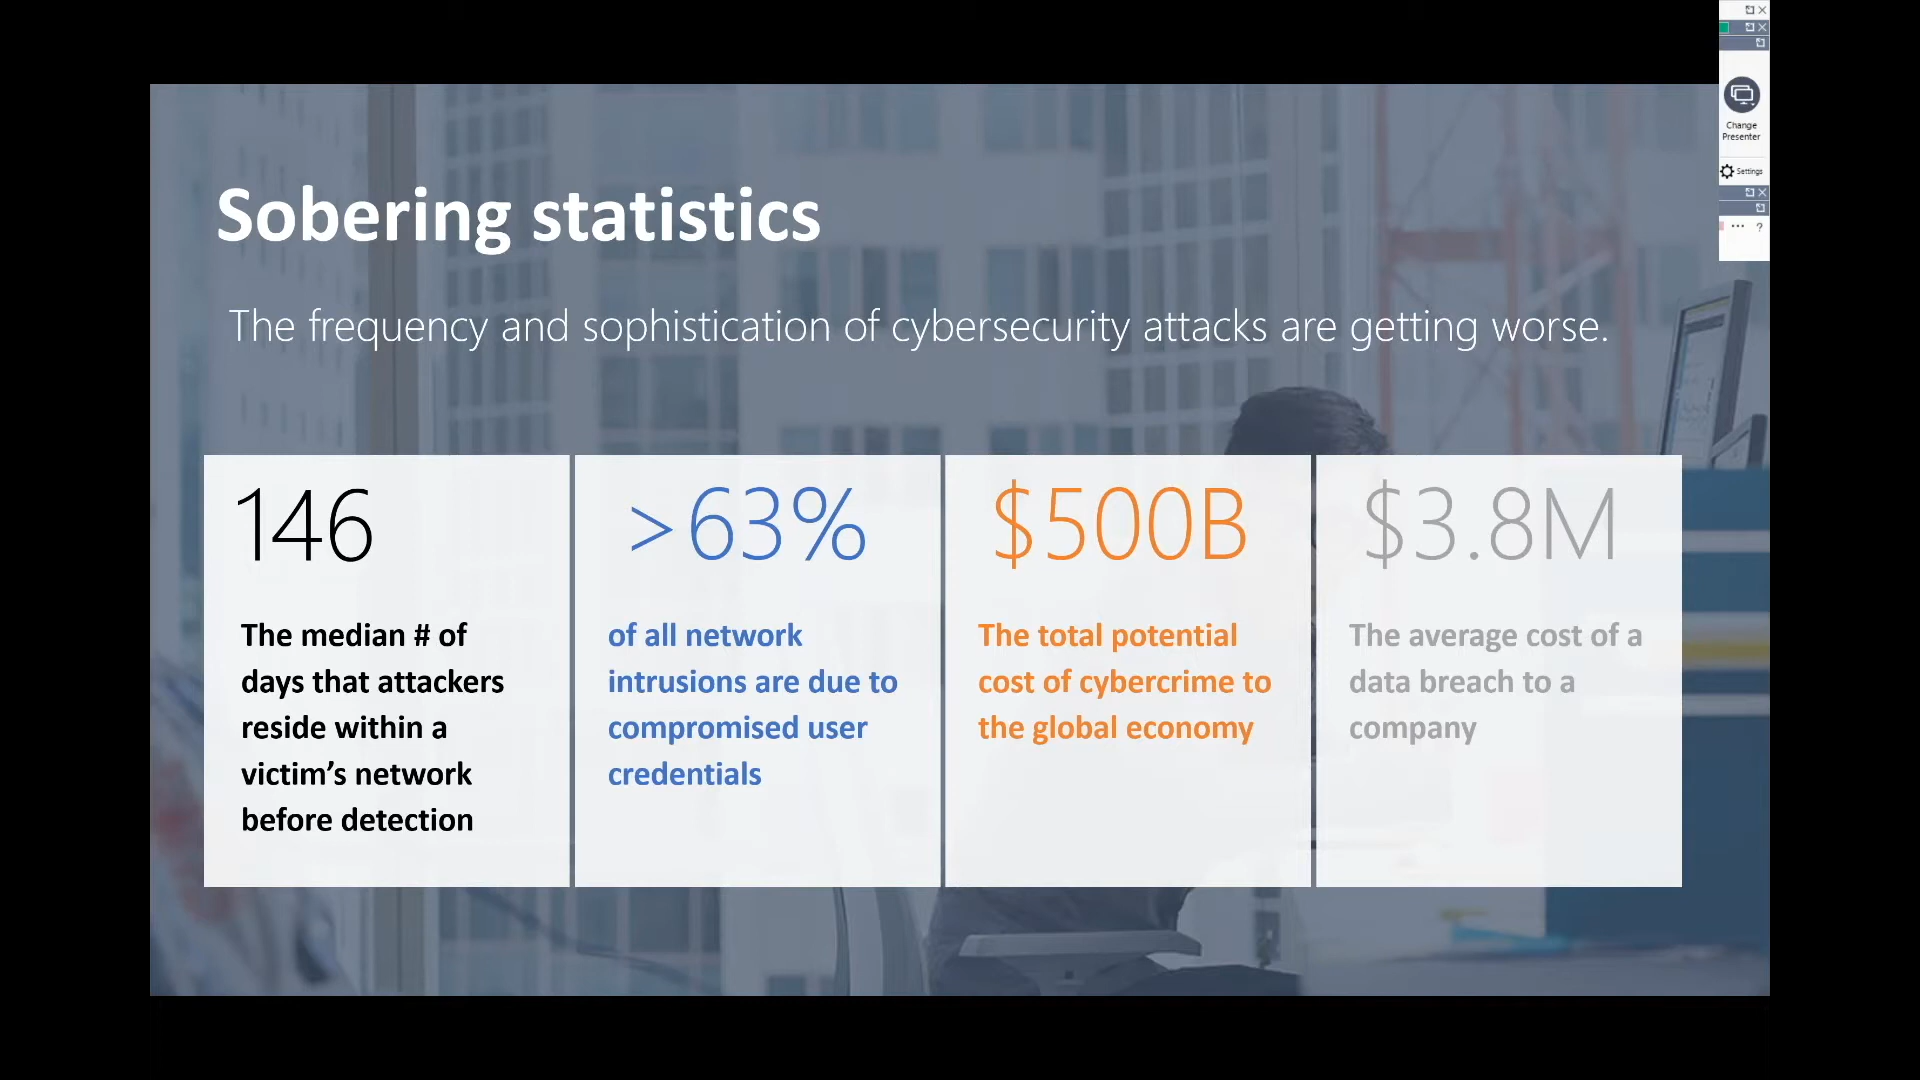 Sobering statistics
The frequency and sophistication of cybersecurity attacks are getting worse.
146
The median # of
days that attackers
reside within a
victim’s network
before detection
>63%
of all network
intrusions are due to
compromised user
credentials
$500B
The total potential
cost of cybercrime to
the global economy
$3.8M
The average cost of a
data breach to a
company
Change
Presenter
Settings
... ?